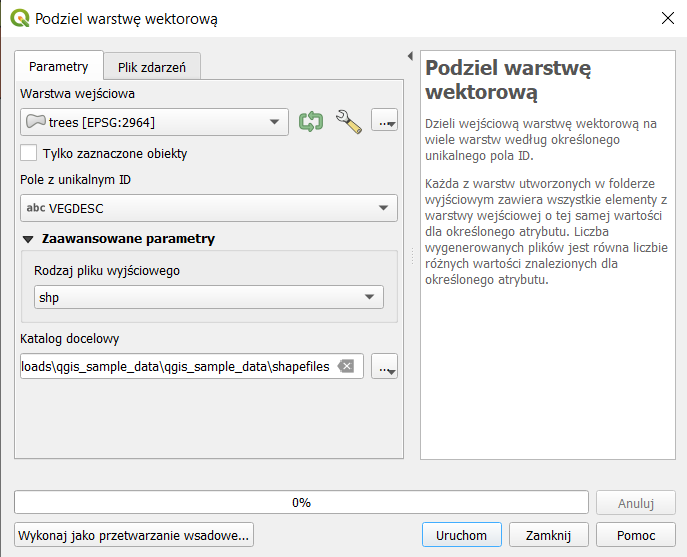 Podziel warstwę wektorową
Parametry
Plik zdarzeń
Warstwa wejściowa
trees [EPSG:2964]
...
Tylko zaznaczone obiekty
Pole z unikalnym ID
abc VEGDESC
Zaawansowane parametry
Rodzaj pliku wyjściowego
shp
Katalog docelowy
loads\qgis_sample_data\qgis_sample_data\shapefiles
...
Podziel warstwę
wektorową
Dzieli wejściową warstwę wektorową na
wiele warstw według określonego
unikalnego pola ID.
Każda z warstw utworzonych w folderze
wyjściowym zawiera wszystkie elementy z
warstwy wejściowej o tej samej wartości
dla określonego atrybutu. Liczba
wygenerowanych plików jest równa liczbie
różnych wartości znalezionych dla
określonego atrybutu.
0%
Anuluj
Wykonaj jako przetwarzanie wsadowe...
Uruchom
Zamknij
Pomoc